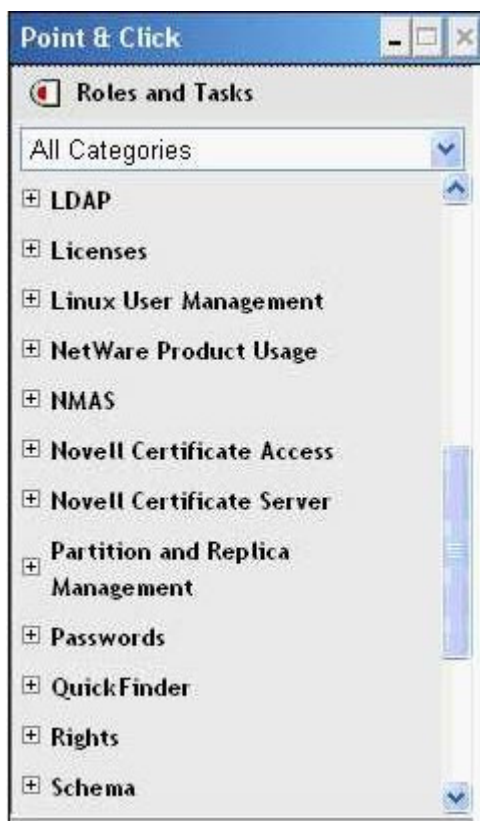 Point & Click
Roles and Tasks
All Categories
LDAP
Licenses
Linux User Management
NetWare Product Usage
NMAS
Novell Certificate Access
Novell Certificate Server
Partition and Replica
Management
Passwords
QuickFinder
Rights
Schema